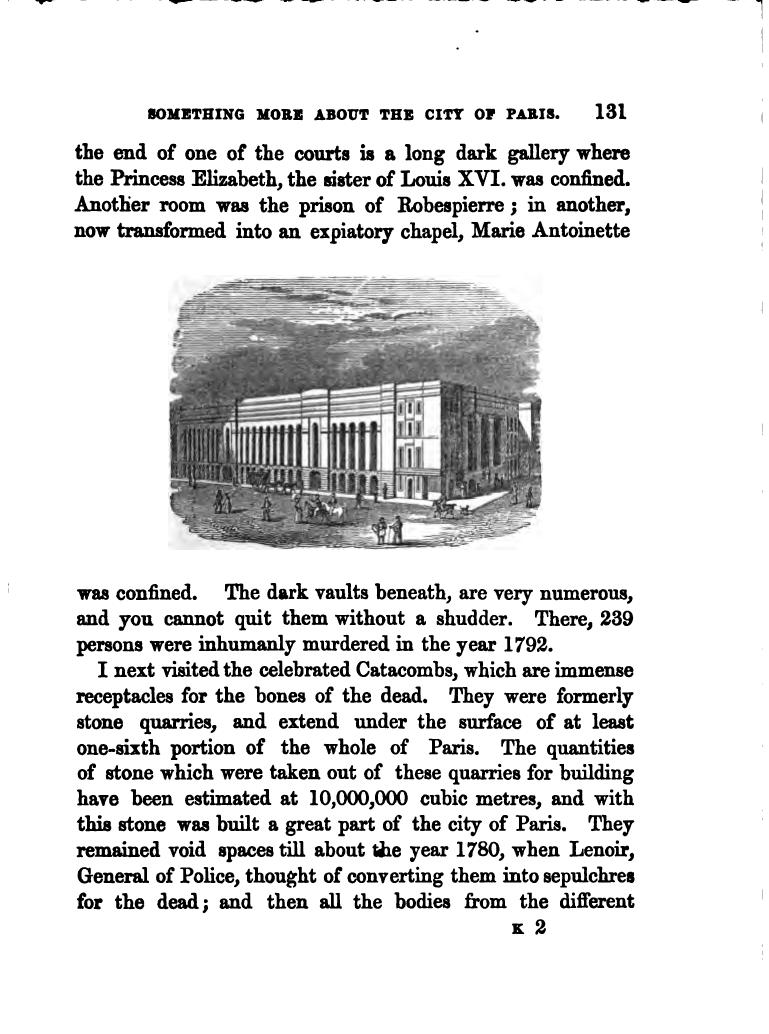 SOMETHING MORE ABOUT THE CITY OF PARIS. 131
the end of one of the courts is a long dark gallery where
the Princess Elizabeth, the sister of Louis XVI. was confined.
Another room was the prison of Robespierre; in another,
now transformed into an expiatory chapel, Marie Antoinette
was confined. The dark vaults beneath, are very numerous,
and you cannot quit them without a shudder. There, 239
persons were inhumanly murdered in the year 1792.
I next visited the celebrated Catacombs, which are immense
receptacles for the bones of the dead. They were formerly
stone quarries, and extend under the surface of at least
one-sixth portion of the whole of Paris. The quantities
of stone which were taken out of these quarries for building
have been estimated at 10,000,000 cubic metres, and with
this stone was built a great part of the city of Paris. They
remained void spaces till about the year 1780, when Lenoir,
General of Police, thought of converting them into sepulchres
for the dead; and then all the bodies from the different
K 2